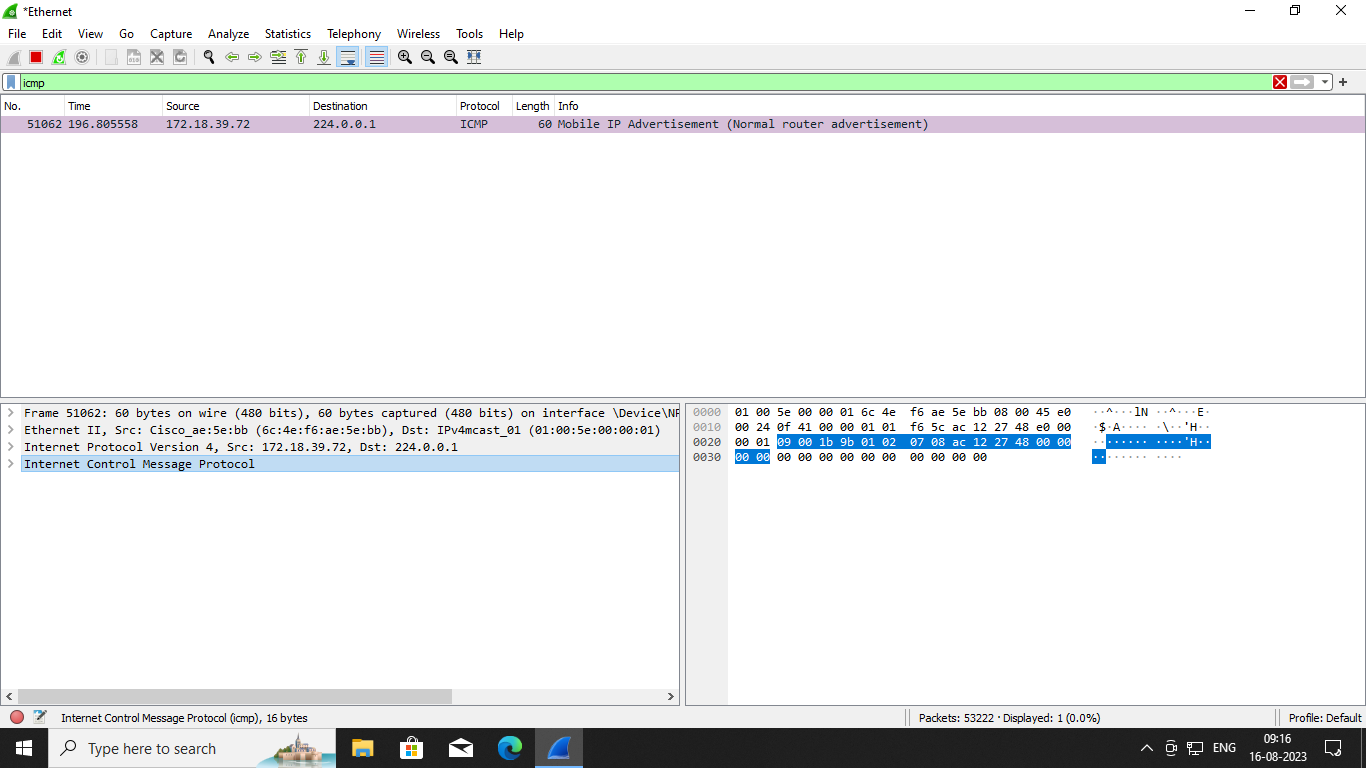 *Ethernet
File Edit View Go Capture Analyze Statistics Telephony Wireless Tools Help
icmp
No. Time Source Destination Protocol Length Info
51062 196.805558 172.18.39.72 224.0.0.1 ICMP 60 Mobile IP Advertisement (Normal router advertisement)
Frame 51062: 60 bytes on wire (480 bits), 60 bytes captured (480 bits) on interface \Device\NP
Ethernet II, Src: Cisco_ae:5e:bb (6c:4e:f6:ae:5e:bb), Dst: IPv4mcast_01 (01:00:5e:00:00:01)
Internet Protocol Version 4, Src: 172.18.39.72, Dst: 224.0.0.1
Internet Control Message Protocol
0000 01 00 5e 00 00 01 6c 4e f6 ae 5e bb 08 00 45 e0 ··^···lN ··^···E·
0010 00 24 0f 41 00 00 01 01 f6 5c ac 12 27 48 e0 00 ·$·A···· ·\··'H··
0020 00 01 09 00 1b 9b 01 02 07 08 ac 12 27 48 00 00 ········ ····'H··
0030 00 00 00 00 00 00 00 00 00 00 00 00 ········ ····
Internet Control Message Protocol (icmp), 16 bytes
Packets: 53222 · Displayed: 1 (0.0%)
Profile: Default
Type here to search
ENG
09:16
16-08-2023